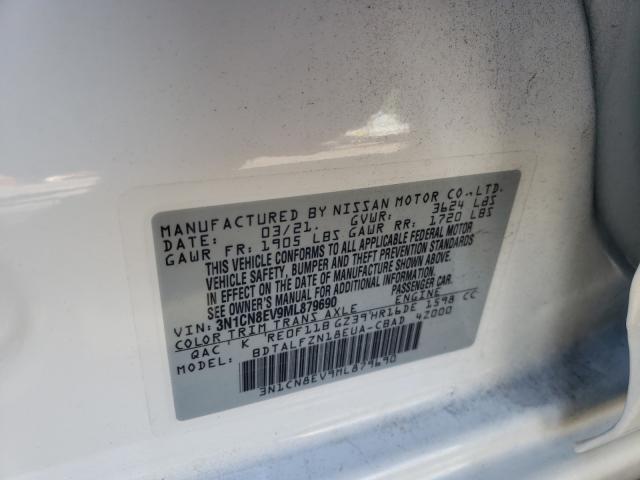 MANUFACTURED BY NISSAN MOTOR CO.,LTD.
DATE: 03/21. GVWR: 3624 LBS
GAWR FR: 1905 LBS GAWR RR: 1720 LBS
THIS VEHICLE CONFORMS TO ALL APPLICABLE FEDERAL MOTOR
VEHICLE SAFETY, BUMPER AND THEFT PREVENTION STANDARDS
IN EFFECT ON THE DATE OF MANUFACTURE SHOWN ABOVE.
SEE OWNER'S MANUAL FOR ADDITIONAL INFORMATION.
VIN: 3N1CN8EV9ML879690 PASSENGER CAR
COLOR TRIM TRANS AXLE ENGINE
QAC K RE0F11B GZ39 HR16DE 1598 CC
BDTALFZN18EUA-CBAD 42000
3N1CN8EV9ML879690